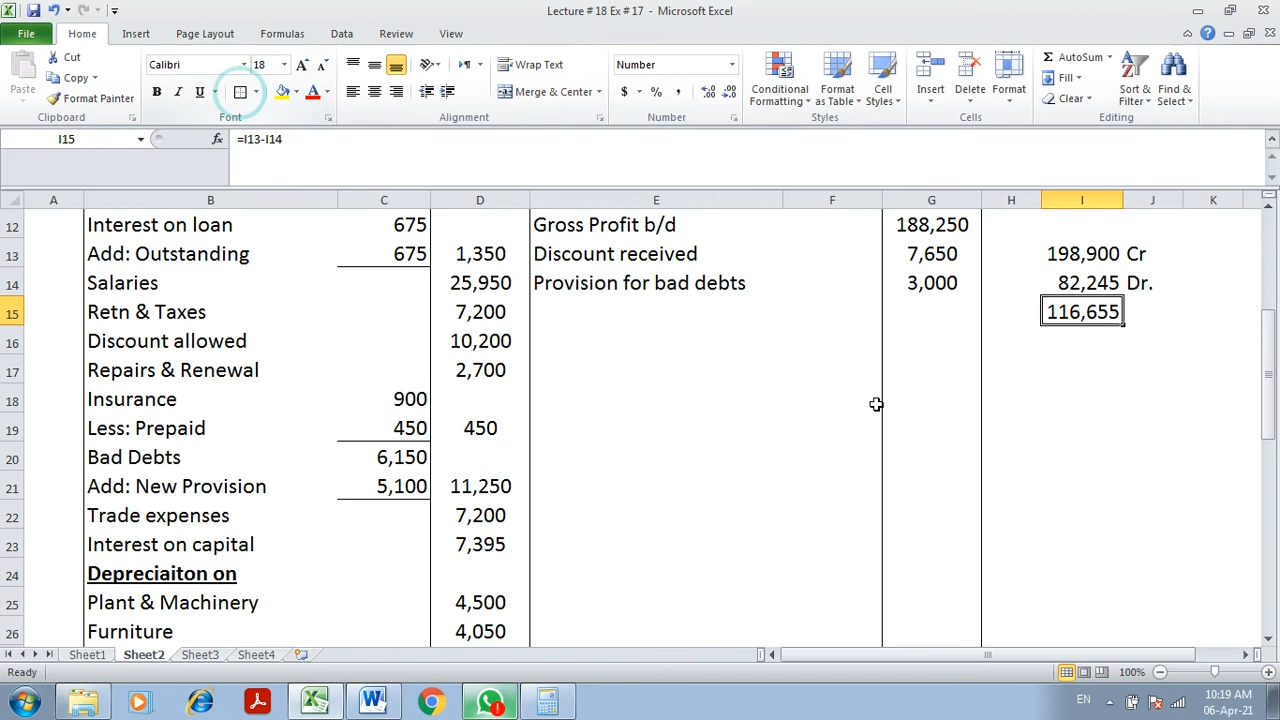 Lecture # 18 Ex # 17 - Microsoft Excel
File Home Insert Page Layout Formulas Data Review View
Cut
Copy
Format Painter
Paste
Clipboard
Calibri 18
B I U A
Font
Wrap Text
Merge & Center
Alignment
Number
$ % ,
Number
Conditional Formatting
Format as Table
Cell Styles
Styles
Insert
Delete
Format
Cells
Σ AutoSum
Fill
Clear
Sort & Filter
Find & Select
Editing
I15 fx =I13-I14
A B C D E F G H I J K
12 Interest on loan 675 Gross Profit b/d 188,250
13 Add: Outstanding 675 1,350 Discount received 7,650 198,900 Cr
14 Salaries 25,950 Provision for bad debts 3,000 82,245 Dr.
15 Retn & Taxes 7,200 116,655
16 Discount allowed 10,200
17 Repairs & Renewal 2,700
18 Insurance 900
19 Less: Prepaid 450 450
20 Bad Debts 6,150
21 Add: New Provision 5,100 11,250
22 Trade expenses 7,200
23 Interest on capital 7,395
24 Depreciaiton on
25 Plant & Machinery 4,500
26 Furniture 4,050
Sheet1 Sheet2 Sheet3 Sheet4
Ready 100%
EN 10:19 AM
06-Apr-21